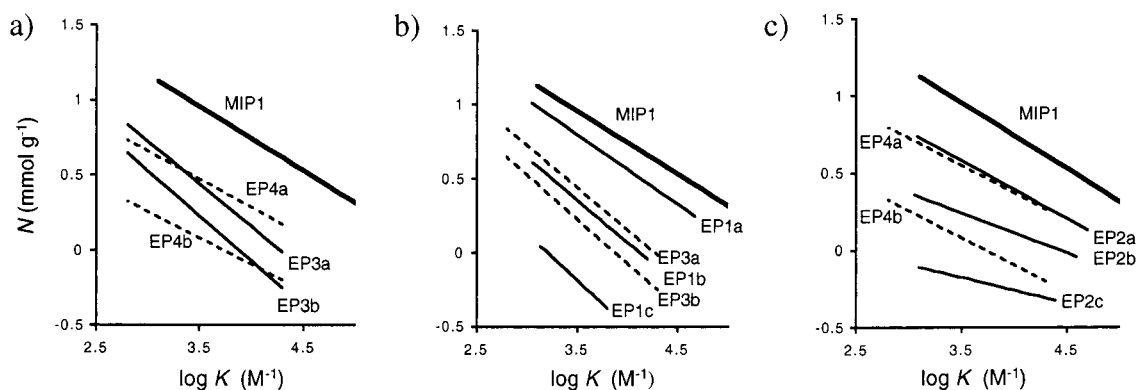 a)
N (mmol g⁻¹)
1.5
1
0.5
0
-0.5
2.5
3.5
4.5
log K (M⁻¹)
MIP1
EP4a
EP4b
EP3a
EP3b
b)
1.5
1
0.5
0
-0.5
2.5
3.5
4.5
log K (M⁻¹)
MIP1
EP1a
EP3a
EP1b
EP3b
EP1c
c)
1.5
1
0.5
0
-0.5
2.5
3.5
4.5
log K (M⁻¹)
MIP1
EP4a
EP4b
EP2a
EP2b
EP2c